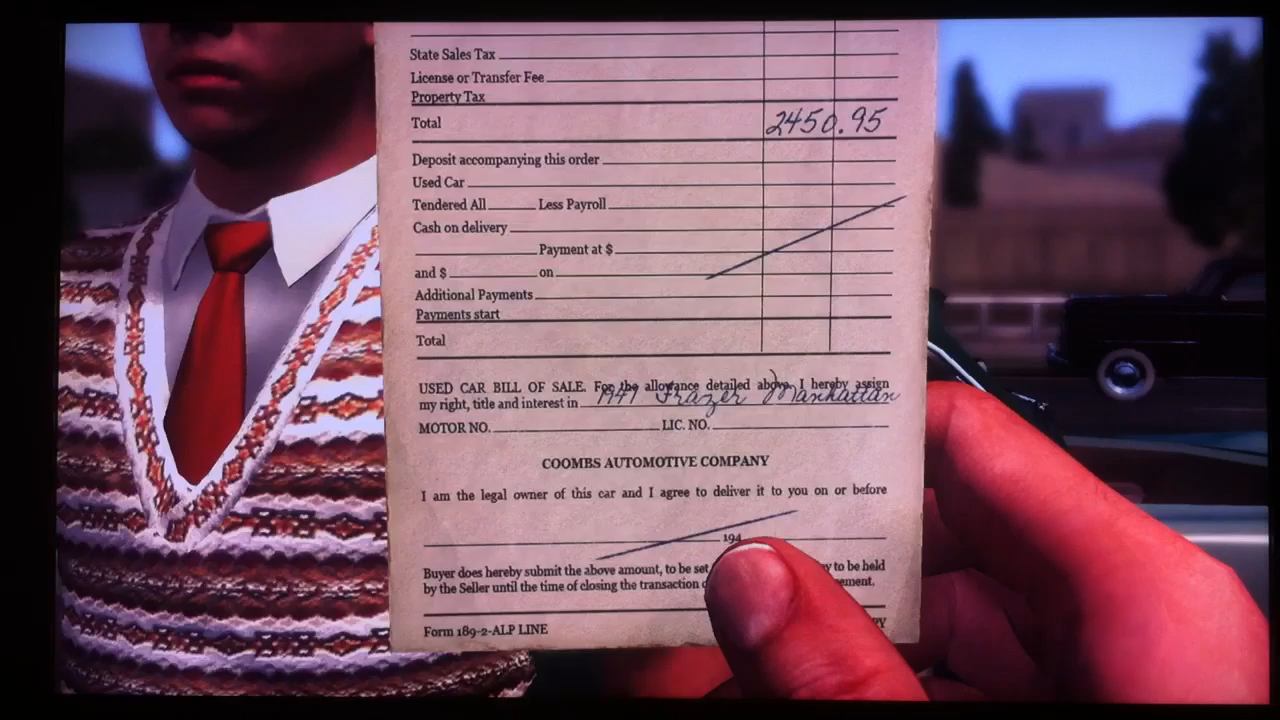 State Sales Tax
License or Transfer Fee
Property Tax
Total 2450.95
Deposit accompanying this order
Used Car
Tendered All Less Payroll
Cash on delivery
Payment at $
and $ on
Additional Payments
Payments start
Total
USED CAR BILL OF SALE. For the allowance detailed above, I hereby assign
my right, title and interest in 1947 Frazer Manhattan
MOTOR NO. LIC. NO.
COOMBS AUTOMOTIVE COMPANY
I am the legal owner of this car and I agree to deliver it to you on or before
194
Buyer does hereby submit the above amount, to be set to be held
by the Seller until the time of closing the transaction
Form 189-2-ALP LINE